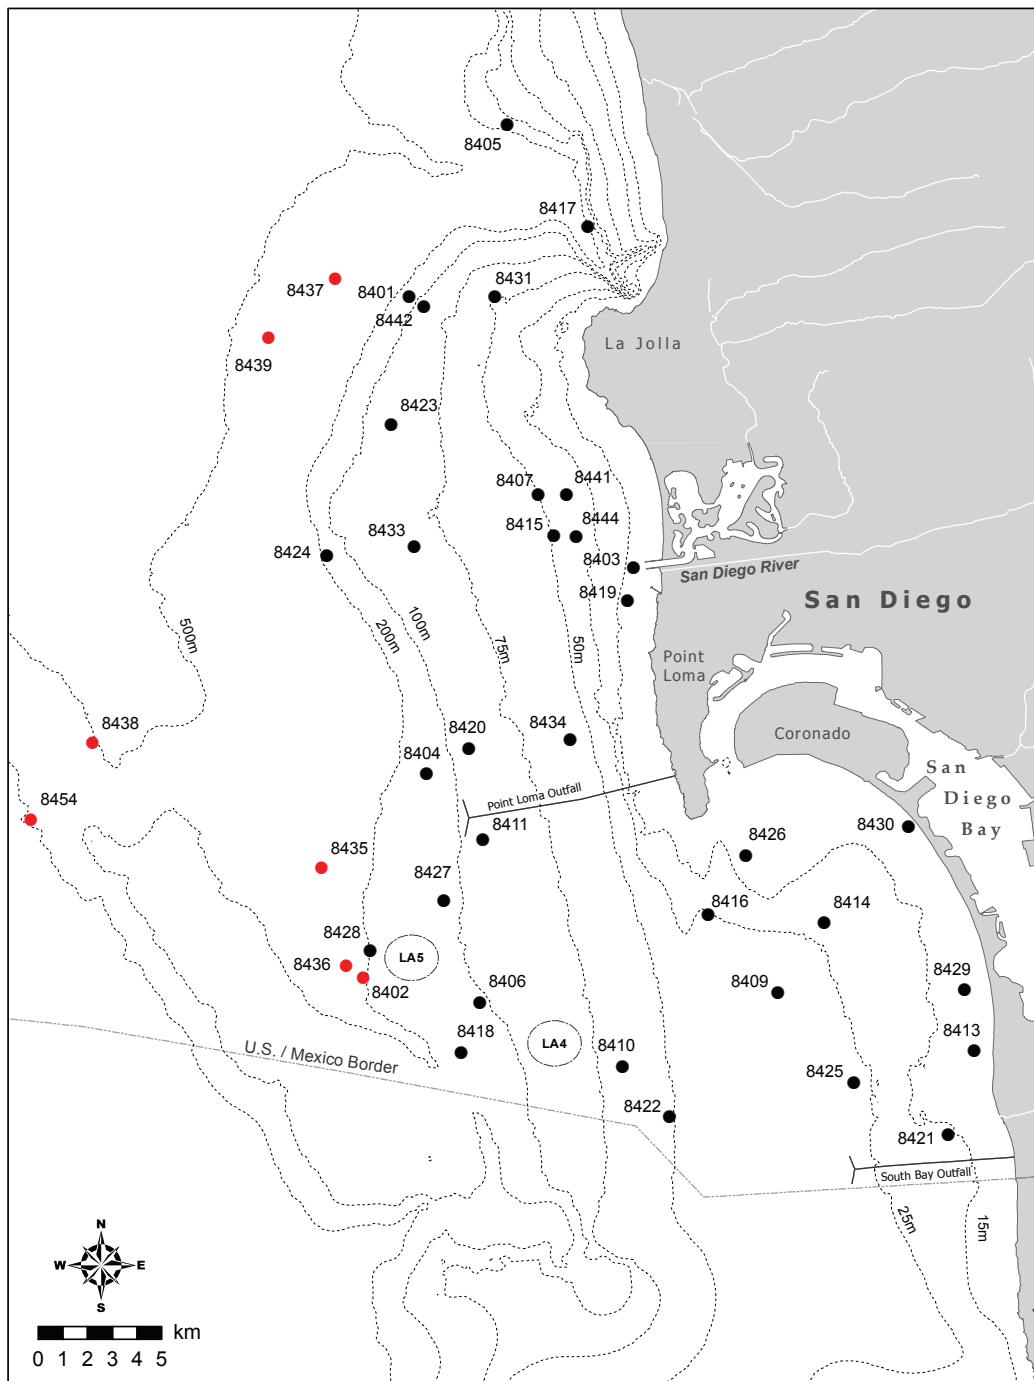 8405
8417
8437
8401
8431
8442
La Jolla
8439
8423
8407
8441
8415
8444
8433
8424
8403
San Diego River
8419
San Diego
500m
200m
100m
75m
50m
Point
Loma
8438
8420
8434
Coronado
8404
San
Diego
Bay
Point Loma Outfall
8454
8411
8426
8430
8435
8427
8416
8414
8428
LA5
8436
8402
8406
8409
8429
8418
LA4
8410
8413
U.S. / Mexico Border
8425
8422
8421
South Bay Outfall
25m
15m
N
W
E
S
km
0 1 2 3 4 5